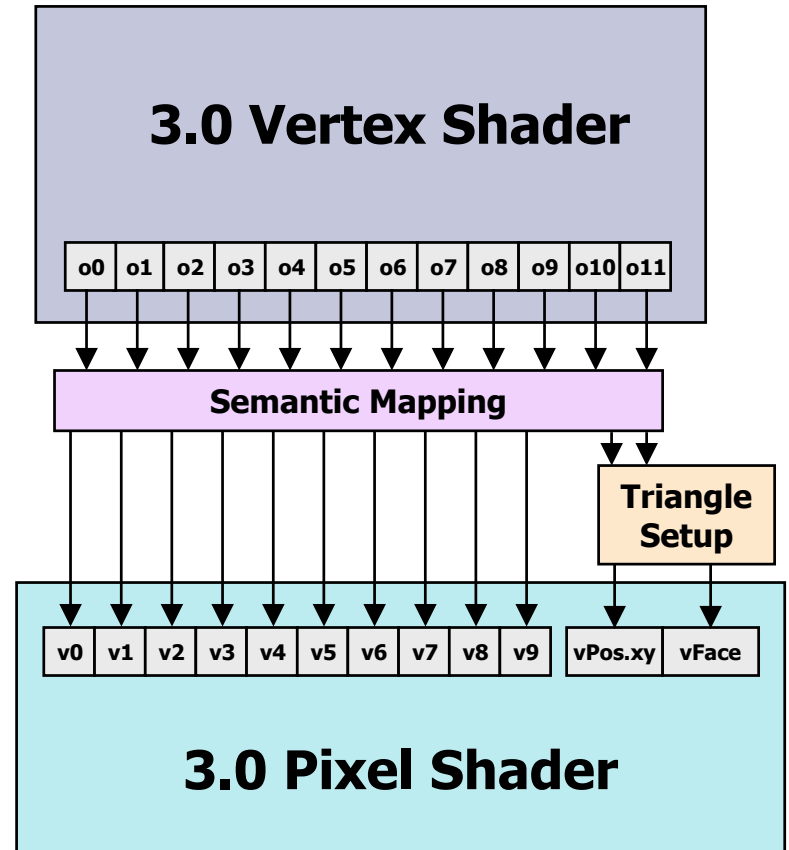 3.0 Vertex Shader
o0 o1 o2 o3 o4 o5 o6 o7 o8 o9 o10 o11
Semantic Mapping
Triangle
Setup
v0 v1 v2 v3 v4 v5 v6 v7 v8 v9 vPos.xy vFace
3.0 Pixel Shader